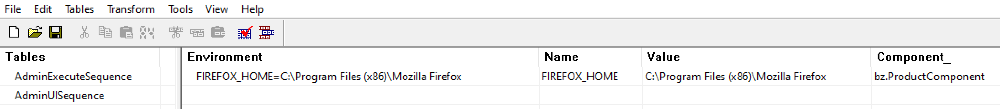 File Edit Tables Transform Tools View Help
Tables Environment Name Value Component_
AdminExecuteSequence FIREFOX_HOME=C:\Program Files (x86)\Mozilla Firefox FIREFOX_HOME C:\Program Files (x86)\Mozilla Firefox bz.ProductComponent
AdminUISequence